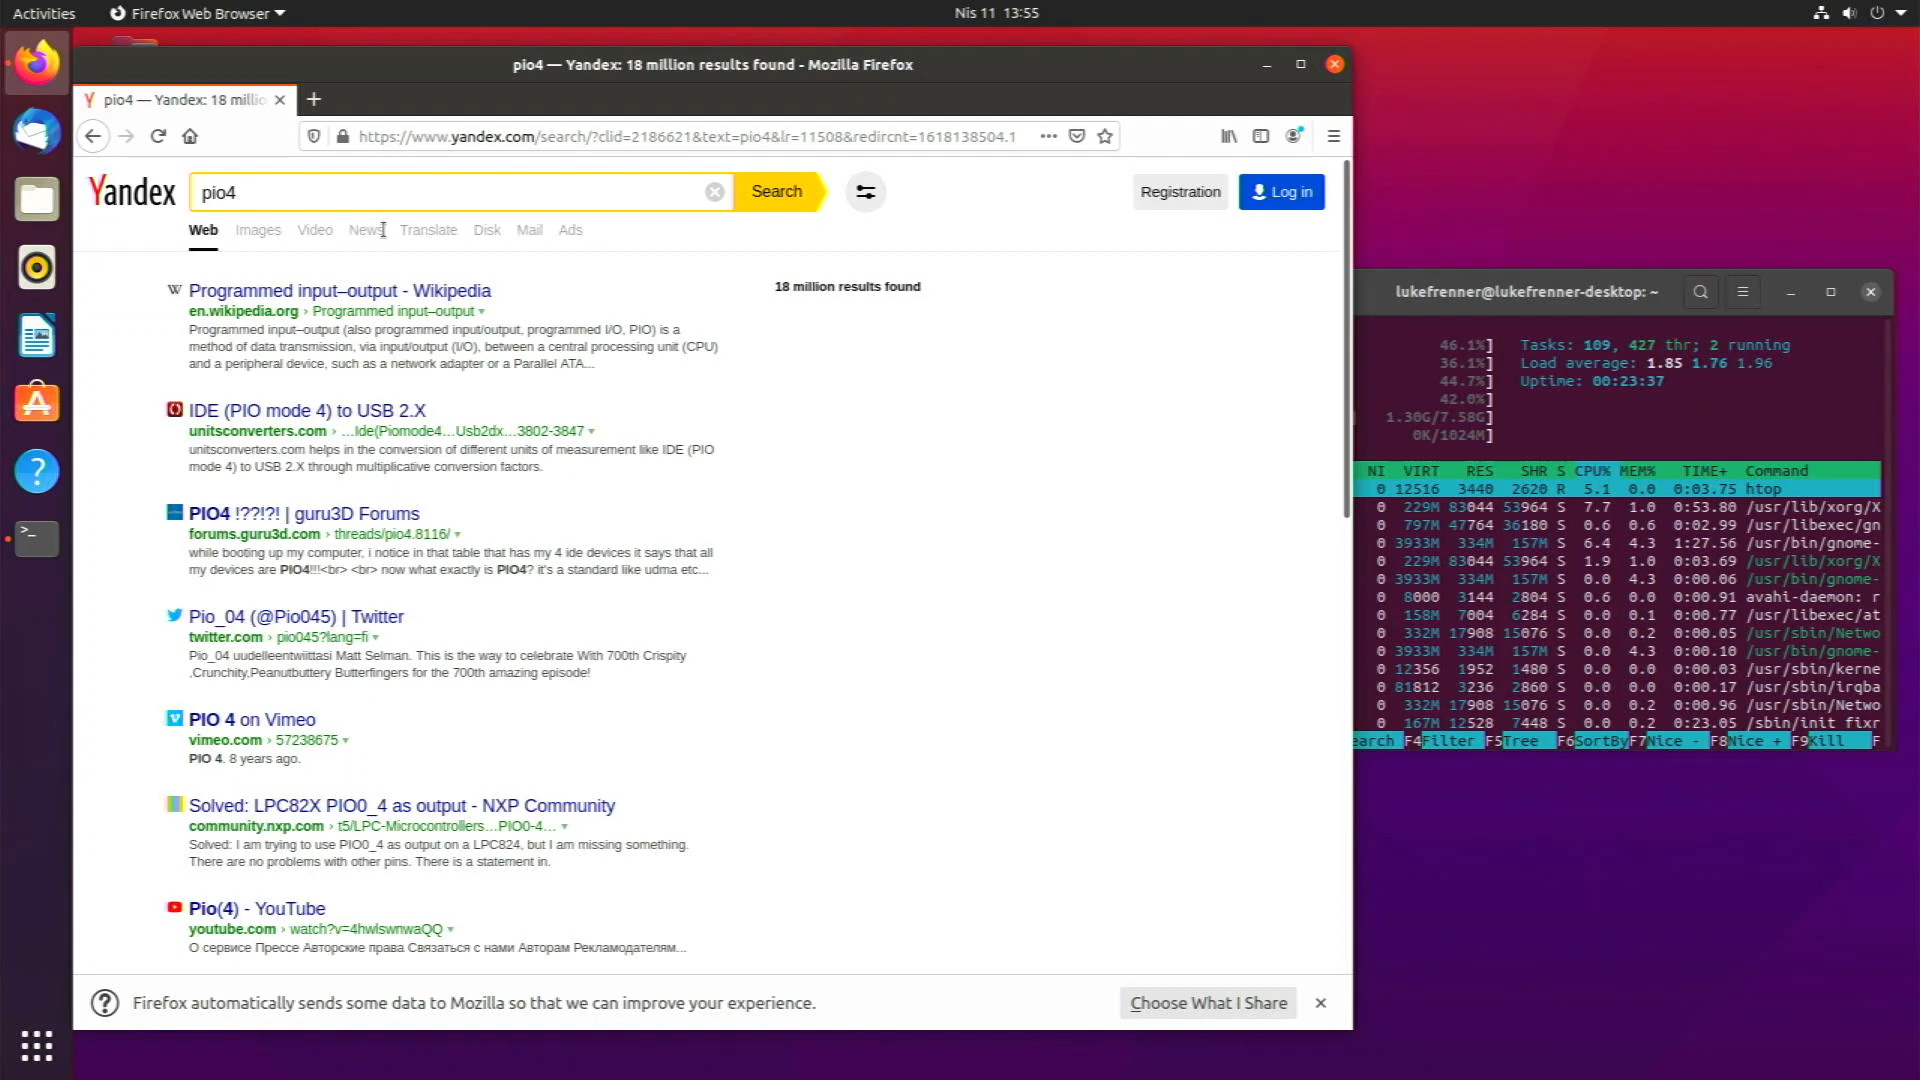 Activities
Firefox Web Browser
Nis 11 13:55
pio4 — Yandex: 18 million results found - Mozilla Firefox
pio4 — Yandex: 18 millio
https://www.yandex.com/search/?clid=2186621&text=pio4&lr=11508&redircnt=1618138504.1
Yandex
pio4
Search
Registration
Log in
Web Images Video News Translate Disk Mail Ads
18 million results found
Programmed input–output - Wikipedia
en.wikipedia.org › Programmed input–output
Programmed input–output (also programmed input/output, programmed I/O, PIO) is a
method of data transmission, via input/output (I/O), between a central processing unit (CPU)
and a peripheral device, such as a network adapter or a Parallel ATA...
IDE (PIO mode 4) to USB 2.X
unitsconverters.com › ...Ide(Piomode4...Usb2dx...3802-3847
unitsconverters.com helps in the conversion of different units of measurement like IDE (PIO
mode 4) to USB 2.X through multiplicative conversion factors.
PIO4 !??!?! | guru3D Forums
forums.guru3d.com › threads/pio4.8116/
while booting up my computer, i notice in that table that has my 4 ide devices it says that all
my devices are PIO4!!!<br> <br> now what exactly is PIO4? it's a standard like udma etc...
Pio_04 (@Pio045) | Twitter
twitter.com › pio045?lang=fi
Pio_04 uudelleentwiittasi Matt Selman. This is the way to celebrate With 700th Crispity
,Crunchity,Peanutbuttery Butterfingers for the 700th amazing episode!
PIO 4 on Vimeo
vimeo.com › 57238675
PIO 4. 8 years ago.
Solved: LPC82X PIO0_4 as output - NXP Community
community.nxp.com › t5/LPC-Microcontrollers...PIO0-4...
Solved: I am trying to use PIO0_4 as output on a LPC824, but I am missing something.
There are no problems with other pins. There is a statement in.
Pio(4) - YouTube
youtube.com › watch?v=4hwlswnwaQQ
О сервисе Прессе Авторские права Связаться с нами Авторам Рекламодателям...
Firefox automatically sends some data to Mozilla so that we can improve your experience.
Choose What I Share
lukefrenner@lukefrenner-desktop: ~
46.1%] Tasks: 109, 427 thr; 2 running
36.1%] Load average: 1.85 1.76 1.96
44.7%] Uptime: 00:23:37
42.0%]
1.30G/7.58G]
0K/1024M]
NI VIRT RES SHR S CPU% MEM% TIME+ Command
0 12516 3440 2620 R 5.1 0.0 0:03.75 htop
0 229M 83044 53964 S 7.7 1.0 0:53.80 /usr/lib/xorg/X
0 797M 47764 36180 S 0.6 0.6 0:02.99 /usr/libexec/gn
0 3933M 334M 157M S 6.4 4.3 1:27.56 /usr/bin/gnome-
0 229M 83044 53964 S 1.9 1.0 0:03.69 /usr/lib/xorg/X
0 3933M 334M 157M S 0.0 4.3 0:00.06 /usr/bin/gnome-
0 8000 3144 2804 S 0.6 0.0 0:00.91 avahi-daemon: r
0 158M 7004 6284 S 0.0 0.1 0:00.77 /usr/libexec/at
0 332M 17908 15076 S 0.0 0.2 0:00.05 /usr/sbin/Netwo
0 3933M 334M 157M S 0.0 4.3 0:00.10 /usr/bin/gnome-
0 12356 1952 1480 S 0.0 0.0 0:00.03 /usr/sbin/kerne
0 81812 3236 2860 S 0.0 0.0 0:00.17 /usr/sbin/irqba
0 332M 17908 15076 S 0.0 0.2 0:00.96 /usr/sbin/Netwo
0 167M 12528 7448 S 0.0 0.2 0:23.05 /sbin/init fixr
earch F4Filter F5Tree F6SortByF7Nice - F8Nice + F9Kill F